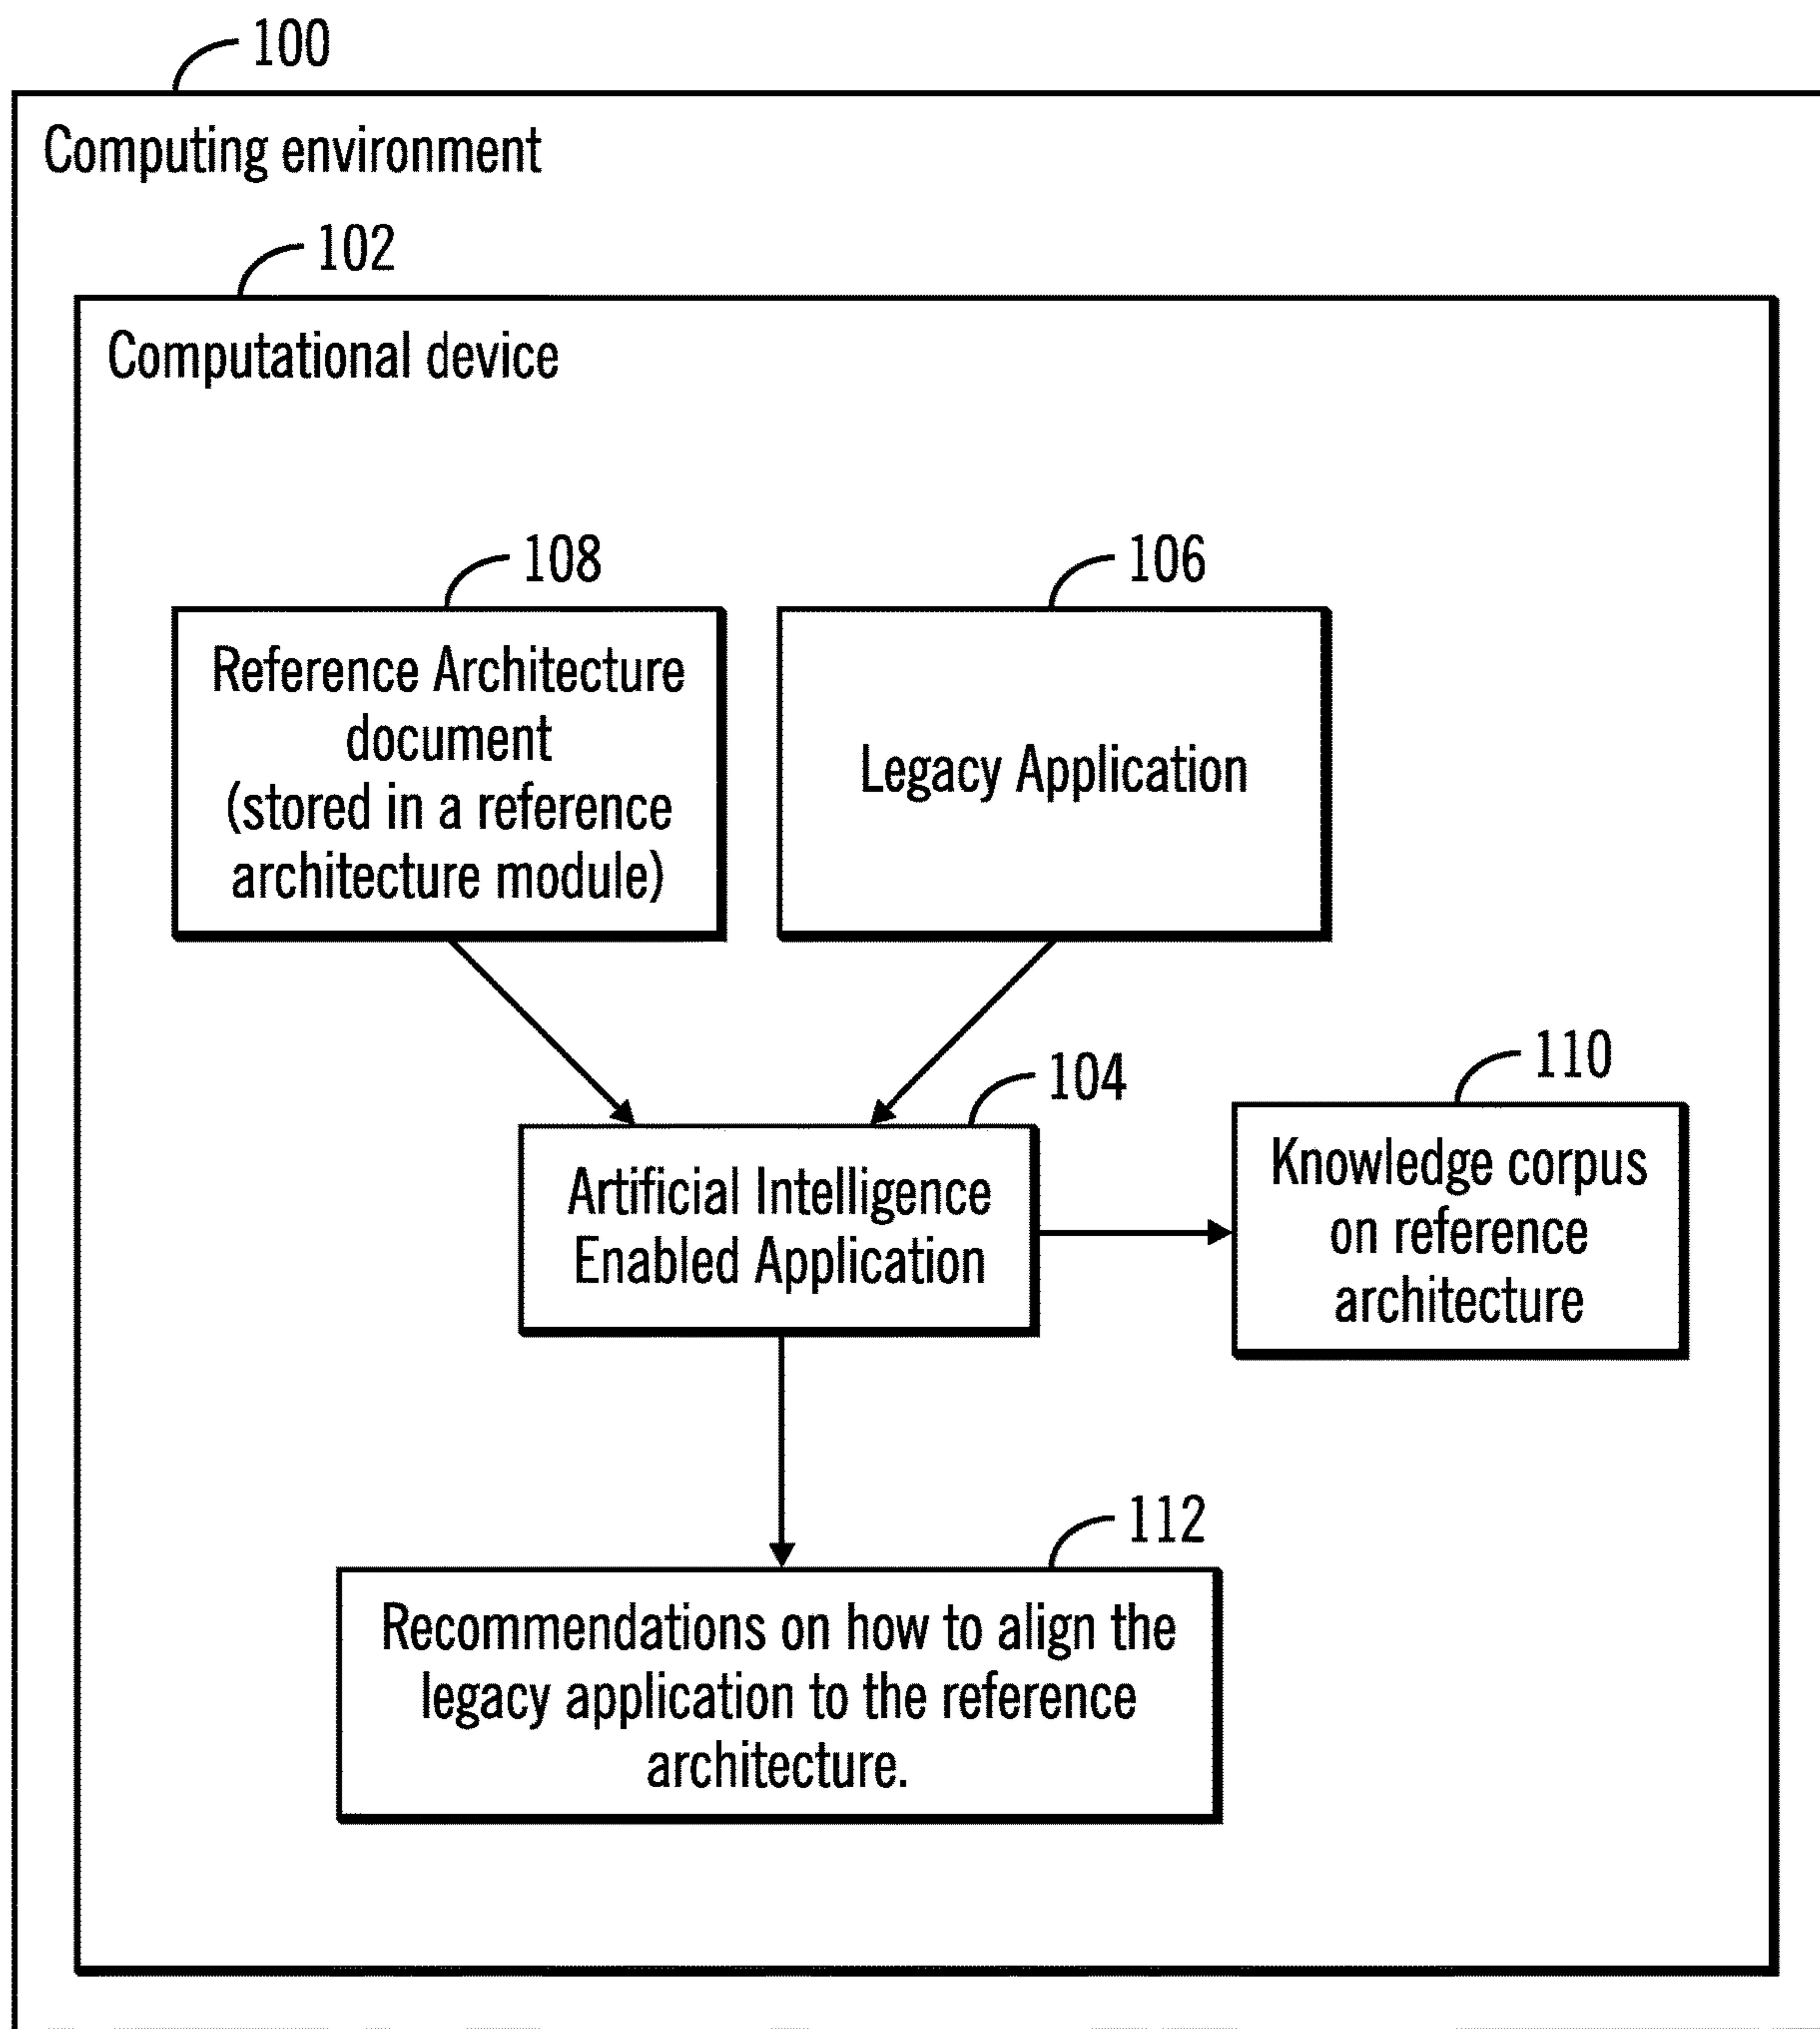 100
Computing environment
102
Computational device
108
Reference Architecture
document
(stored in a reference
architecture module)
106
Legacy Application
104
Artificial Intelligence
Enabled Application
110
Knowledge corpus
on reference
architecture
112
Recommendations on how to align the
legacy application to the reference
architecture.